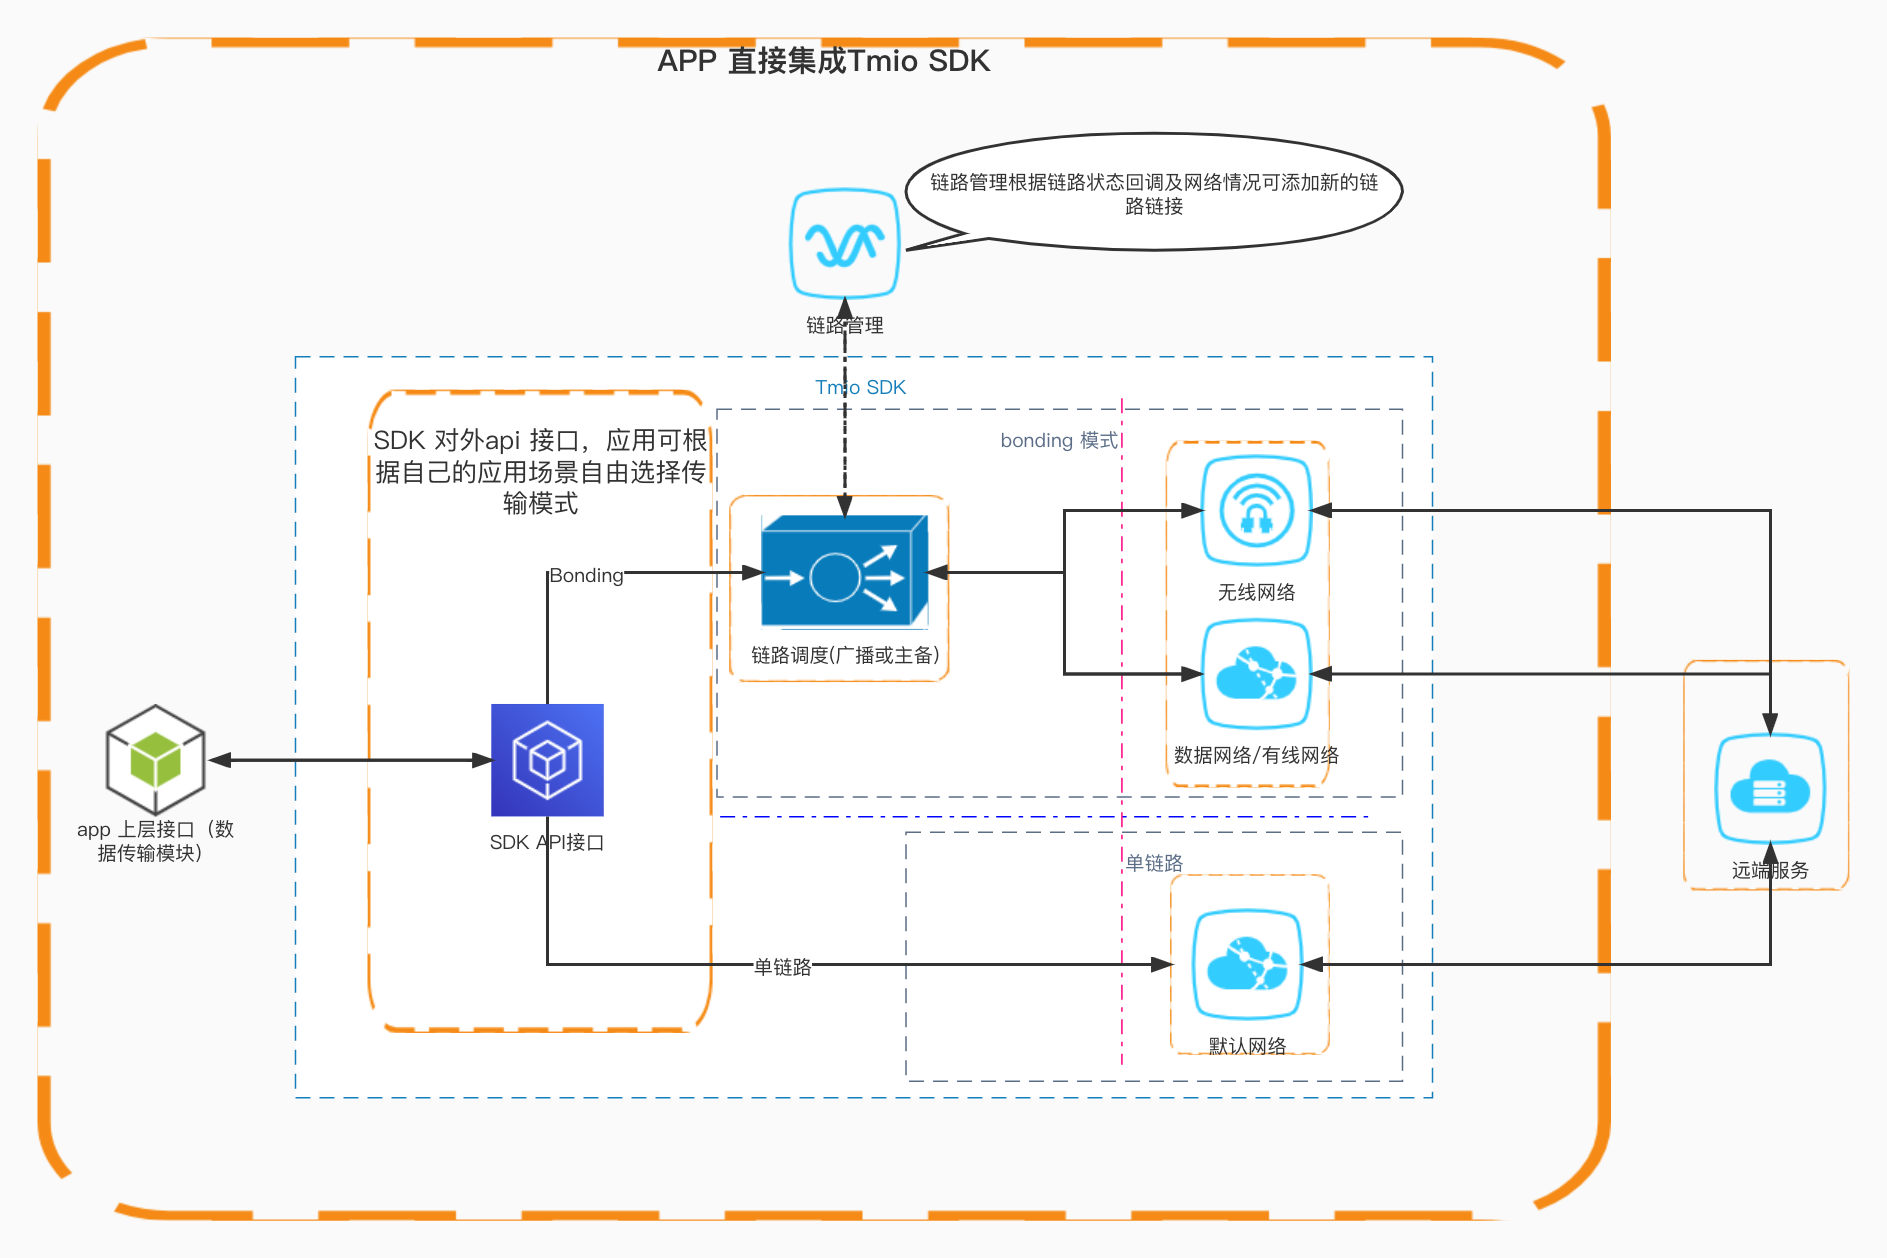 APP 直接集成Tmio SDK
链路管理根据链路状态回调及网络情况可添加新的链
路链接
链路管理
Tmio SDK
SDK 对外api 接口，应用可根
据自己的应用场景自由选择传
输模式
bonding 模式
Bonding
无线网络
链路调度(广播或主备)
数据网络/有线网络
app 上层接口（数
据传输模块）
SDK API接口
单链路
远端服务
单链路
默认网络